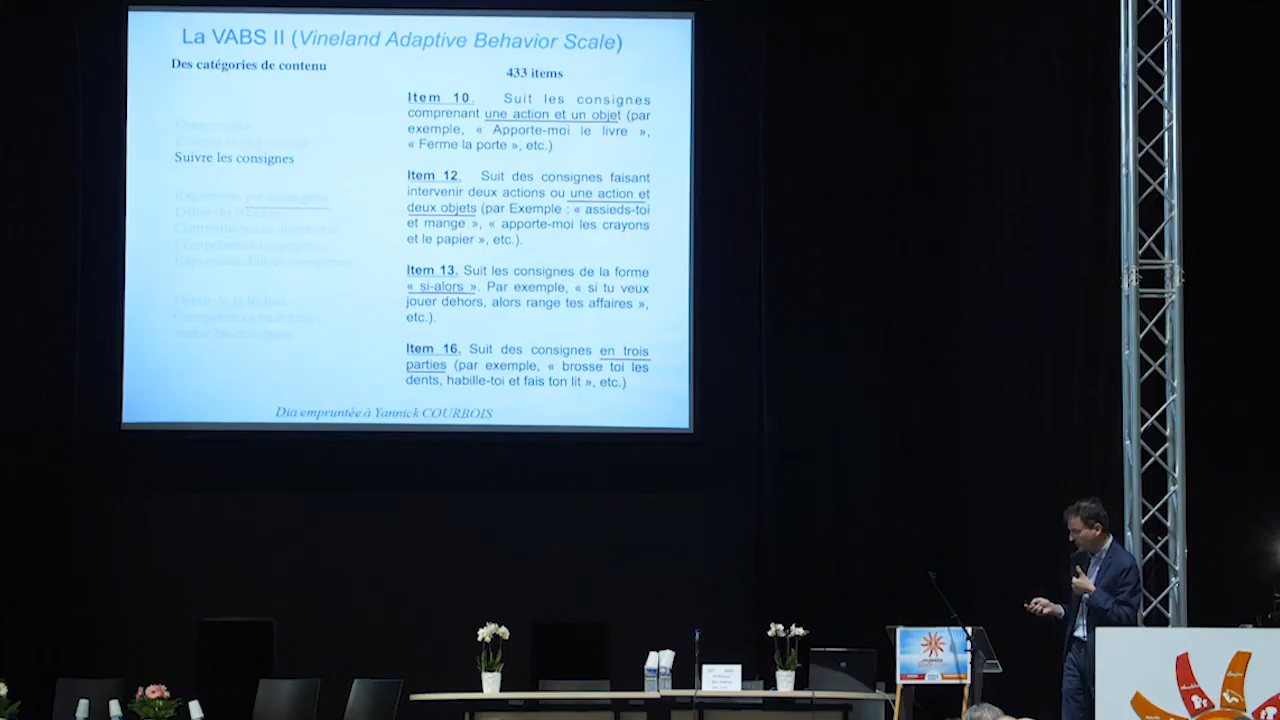 La VABS II (Vineland Adaptive Behavior Scale)
Des catégories de contenu
433 items
Suivre les consignes
Item 10. Suit les consignes
comprenant une action et un objet (par
exemple, « Apporte-moi le livre »,
« Ferme la porte », etc.)
Item 12. Suit des consignes faisant
intervenir deux actions ou une action et
deux objets (par Exemple : « assieds-toi
et mange », « apporte-moi les crayons
et le papier », etc.).
Item 13. Suit les consignes de la forme
« si-alors ». Par exemple, « si tu veux
jouer dehors, alors range tes affaires »,
etc.).
Item 16. Suit des consignes en trois
parties (par exemple, « brosse toi les
dents, habille-toi et fais ton lit », etc.)
Dia empruntée à Yannick COURBOIS